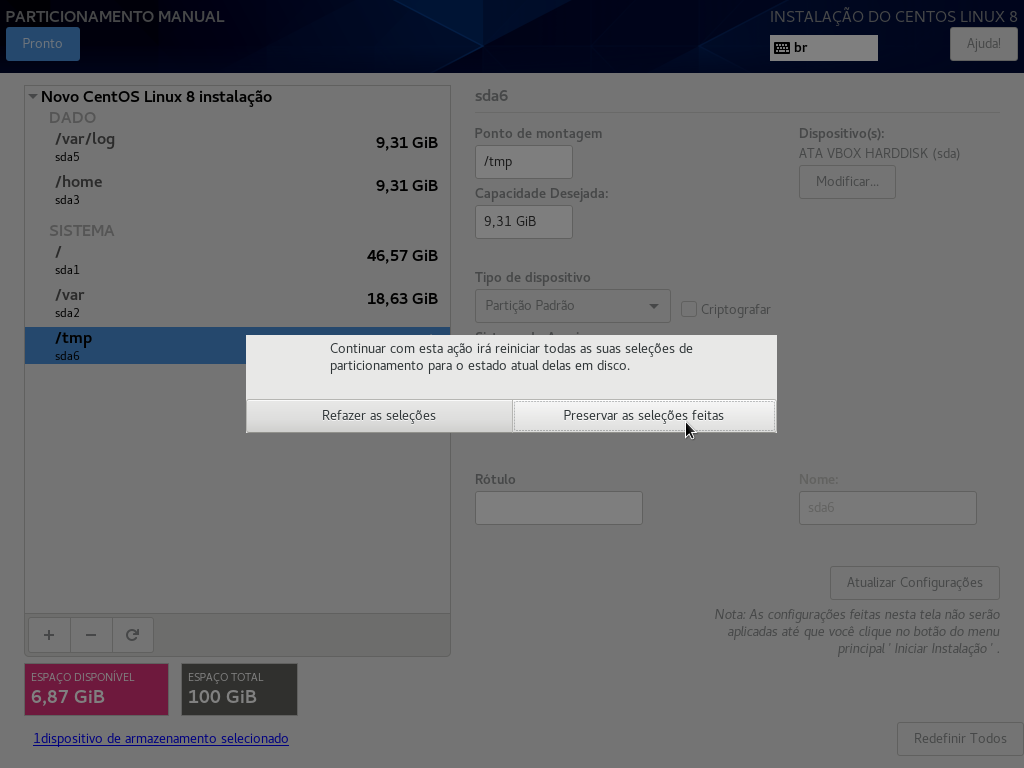 PARTICIONAMENTO MANUAL
INSTALAÇÃO DO CENTOS LINUX 8
Pronto
br
Ajuda!
Novo CentOS Linux 8 instalação
DADO
/var/log
9,31 GiB
sda5
/home
9,31 GiB
sda3
SISTEMA
/
46,57 GiB
sda1
/var
18,63 GiB
sda2
/tmp
sda6
sda6
Ponto de montagem
/tmp
Capacidade Desejada:
9,31 GiB
Dispositivo(s):
ATA VBOX HARDDISK (sda)
Modificar...
Tipo de dispositivo
Partição Padrão
Criptografar
Continuar com esta ação irá reiniciar todas as suas seleções de
particionamento para o estado atual delas em disco.
Refazer as seleções
Preservar as seleções feitas
Rótulo
Nome:
sda6
Atualizar Configurações
Nota: As configurações feitas nesta tela não serão
aplicadas até que você clique no botão do menu
principal ' Iniciar Instalação ' .
ESPAÇO DISPONÍVEL
6,87 GiB
ESPAÇO TOTAL
100 GiB
1dispositivo de armazenamento selecionado
Redefinir Todos